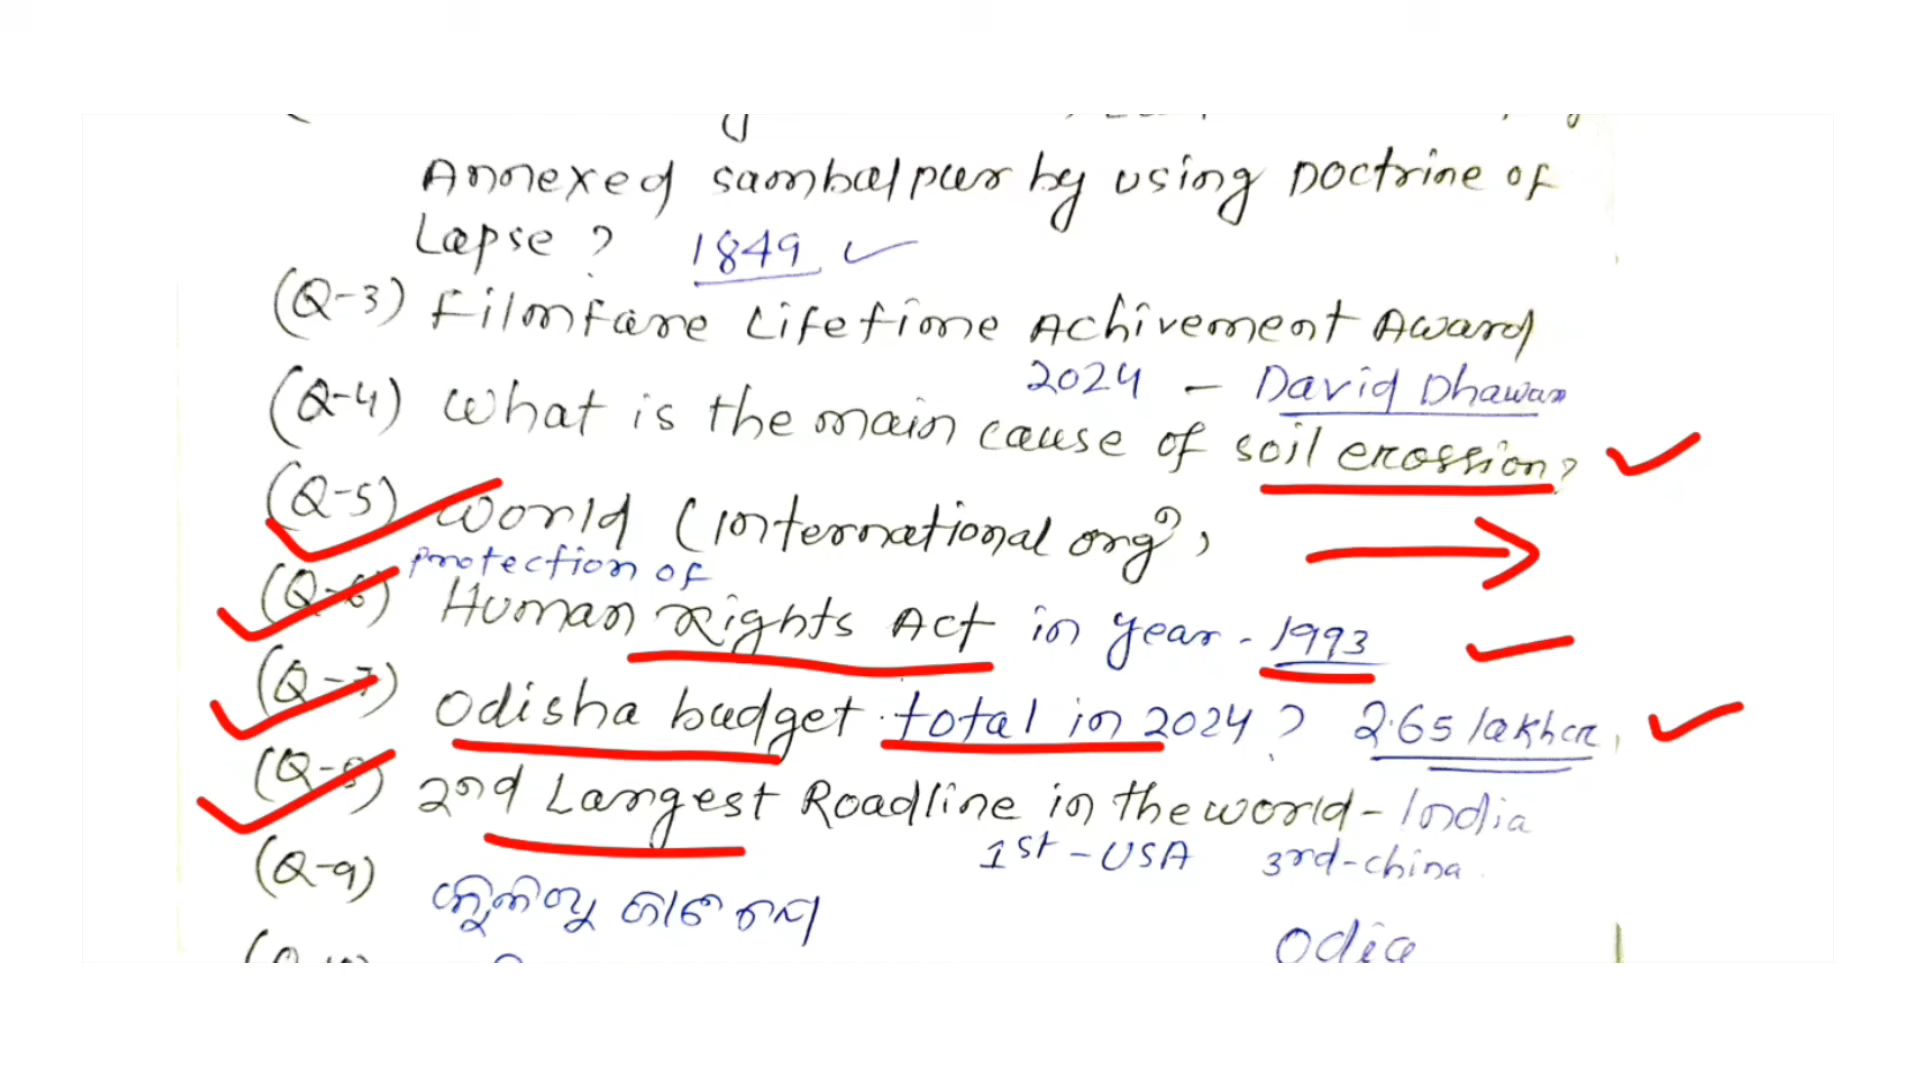 Annexed sambalpur by using Doctrine of
Lapse ? 1849
(Q-3) Filmfare Lifetime Achivement Award
2024 - David Dhawan
(Q-4) What is the main cause of soil erossion?
(Q-5) World (International orgn,
protection of
(Q-6) Human Rights Act in year - 1993
(Q-7) Odisha budget total in 2024 ? 2.65 lakh cr
(Q-8) 2nd Largest Roadline in the world - India
1st - USA 3rd - china
(Q-9)
Odia